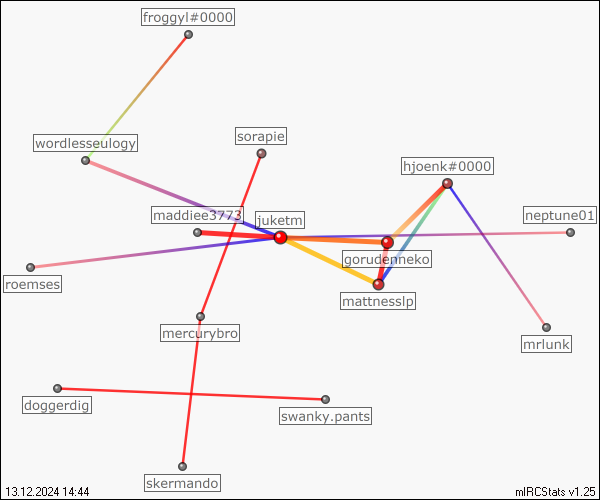 froggyl#0000
wordlesseulogy
sorapie
hjoenk#0000
maddiee3773
juketm
neptune01
gorudenneko
roemses
mattnesslp
mercurybro
mrlunk
doggerdig
swanky.pants
skermando
13.12.2024 14:44
mIRCStats v1.25